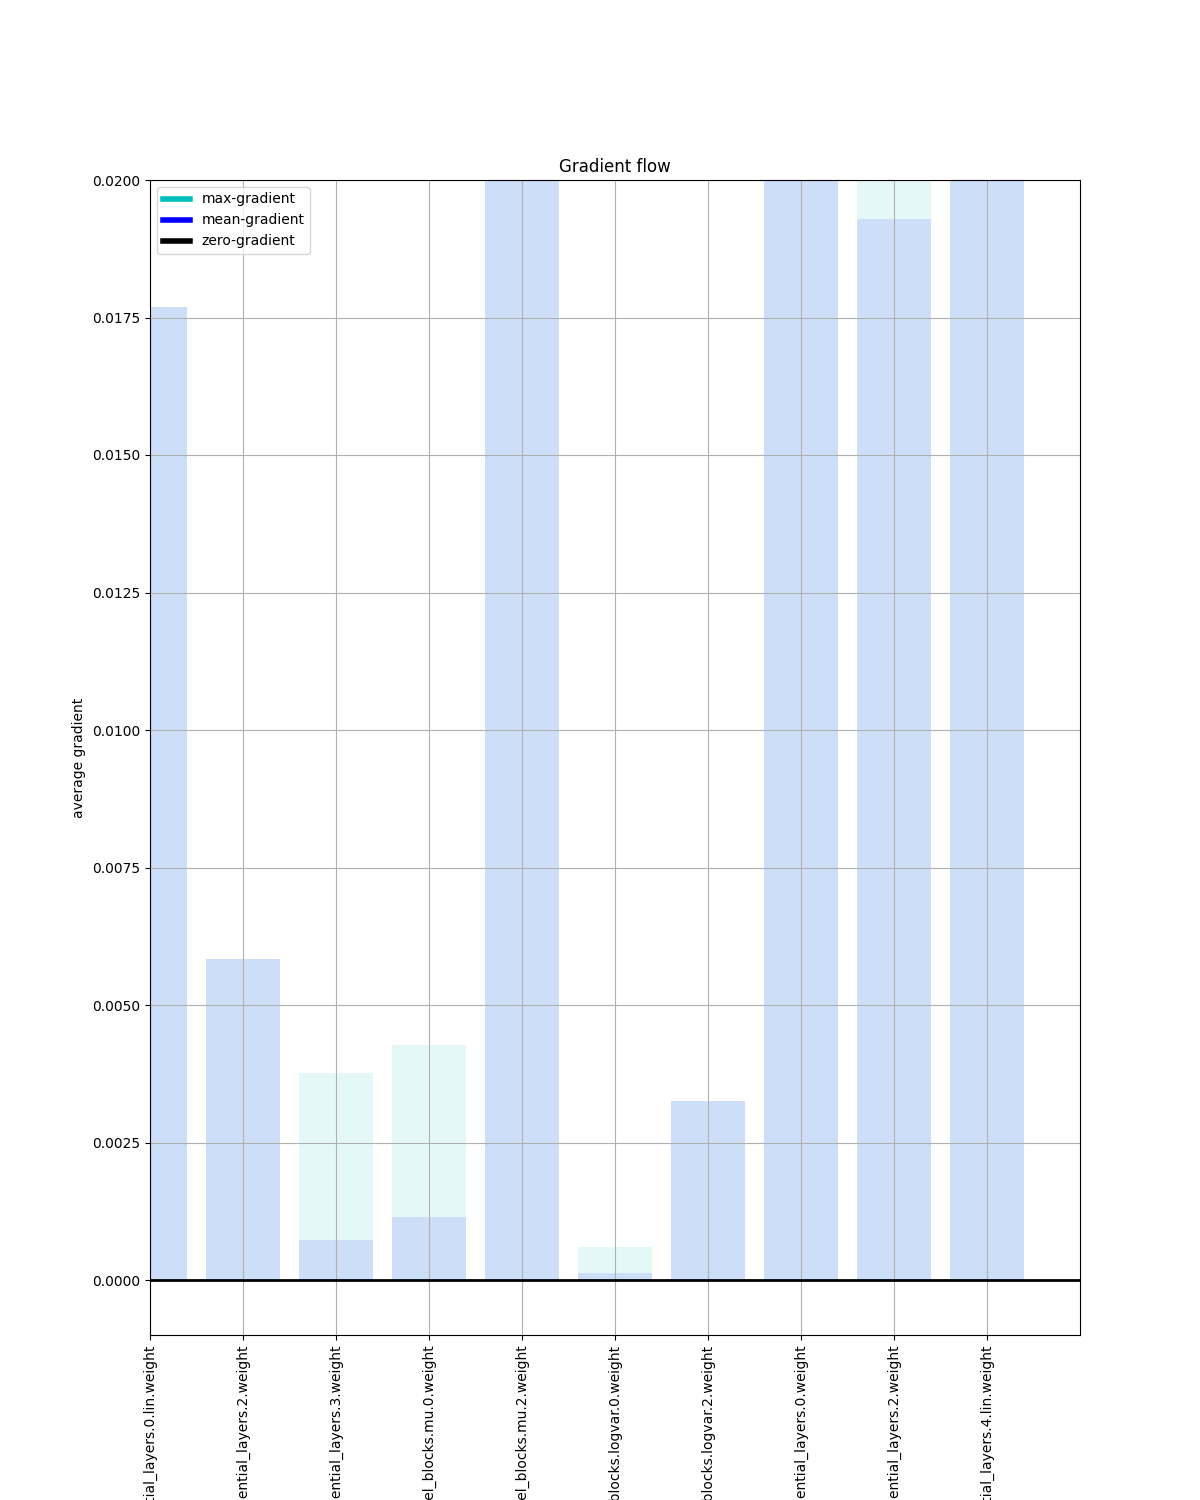 Gradient flow
max-gradient
mean-gradient
zero-gradient
0.0200
0.0175
0.0150
0.0125
0.0100
0.0075
0.0050
0.0025
0.0000
average gradient
tial_layers.0.lin.weight
ential_layers.2.weight
ential_layers.3.weight
el_blocks.mu.0.weight
el_blocks.mu.2.weight
blocks.logvar.0.weight
blocks.logvar.2.weight
ential_layers.0.weight
ential_layers.2.weight
tial_layers.4.lin.weight